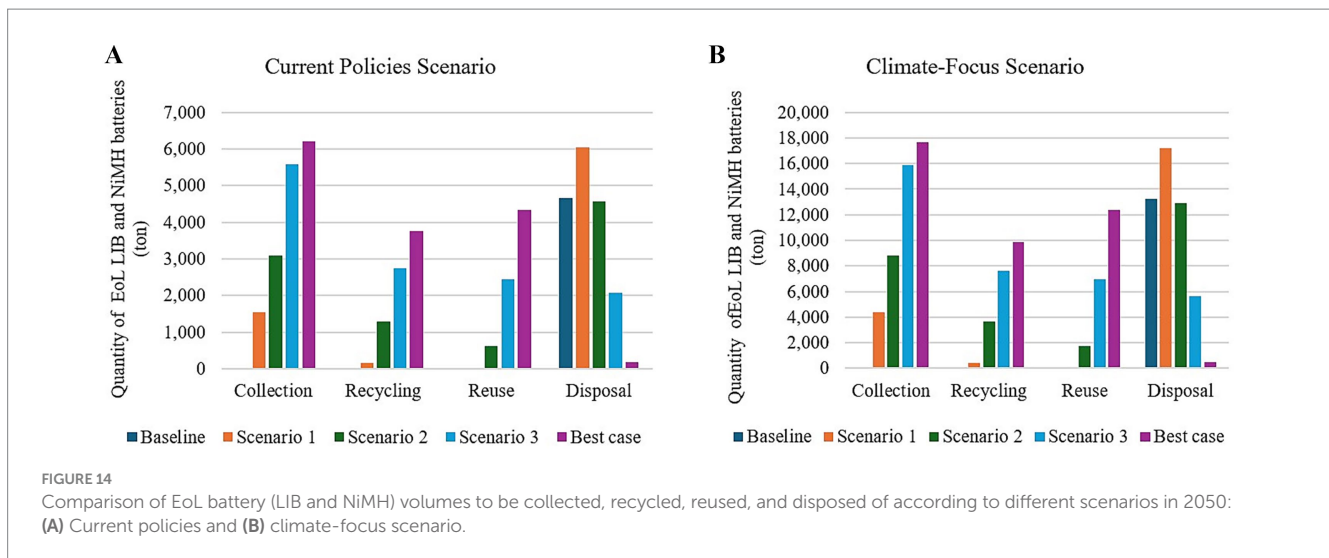 A
Current Policies Scenario
Quantity of EoL LIB and NiMH batteries
(ton)
7,000
6,000
5,000
4,000
3,000
2,000
1,000
0
Collection Recycling Reuse Disposal
Baseline Scenario 1 Scenario 2 Scenario 3 Best case
B
Climate-Focus Scenario
Quantity ofEoL LIB and NiMH batteries
(ton)
20,000
18,000
16,000
14,000
12,000
10,000
8,000
6,000
4,000
2,000
0
Collection Recycling Reuse Disposal
Baseline Scenario 1 Scenario 2 Scenario 3 Best case
FIGURE 14
Comparison of EoL battery (LIB and NiMH) volumes to be collected, recycled, reused, and disposed of according to different scenarios in 2050:
(A) Current policies and (B) climate-focus scenario.